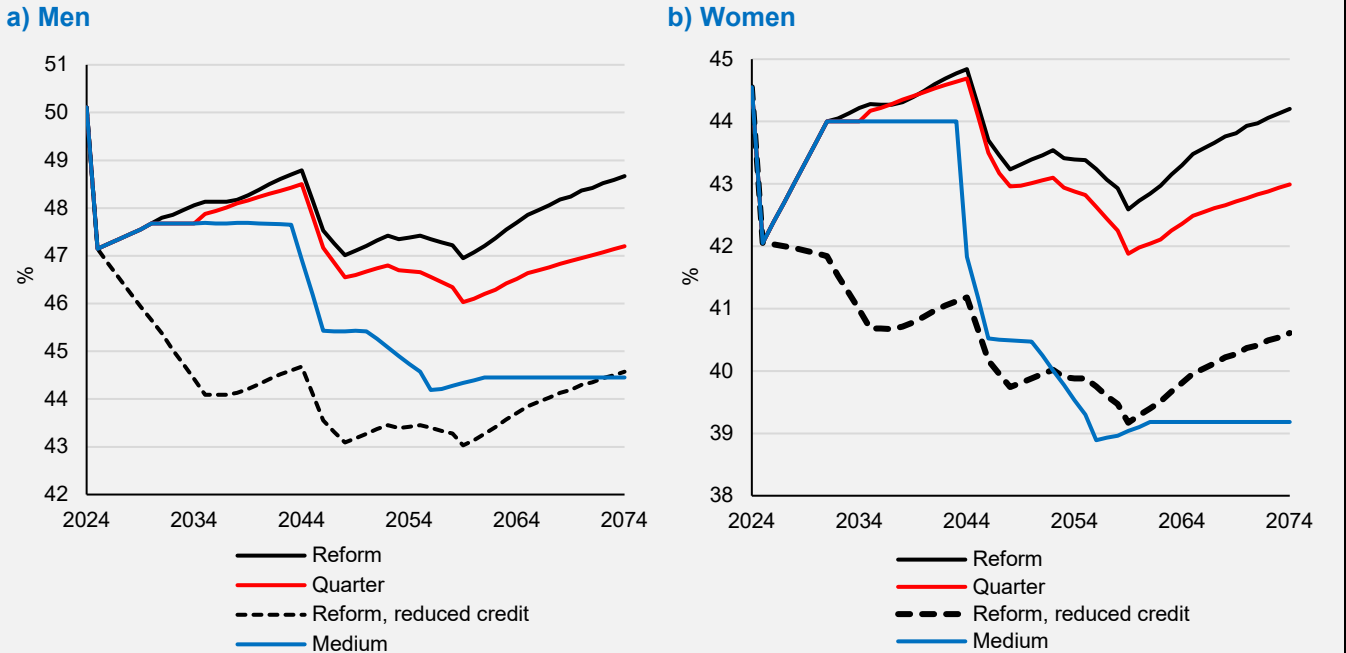 a) Men
51
50
49
48
47
46
45
44
43
42
%
2024 2034 2044 2054 2064 2074
Reform
Quarter
Reform, reduced credit
Medium
b) Women
45
44
43
42
41
40
39
38
%
2024 2034 2044 2054 2064 2074
Reform
Quarter
Reform, reduced credit
Medium